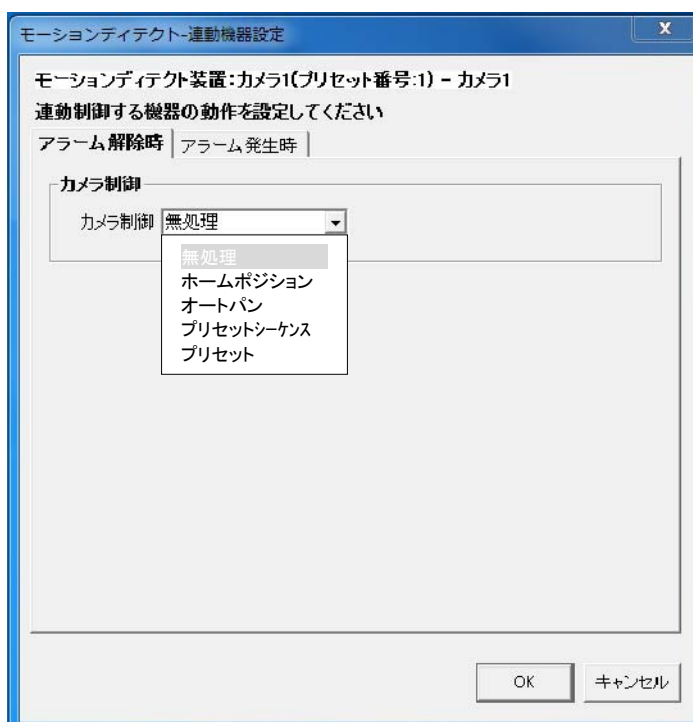 モーションディテクト-連動機器設定
x
モーションディテクト装置：カメラ1(プリセット番号:1) － カメラ1
連動制御する機器の動作を設定してください
アラーム解除時 アラーム発生時
カメラ制御
カメラ制御 無処理
無処理
ホームポジション
オートパン
プリセットシーケンス
プリセット
OK キャンセル